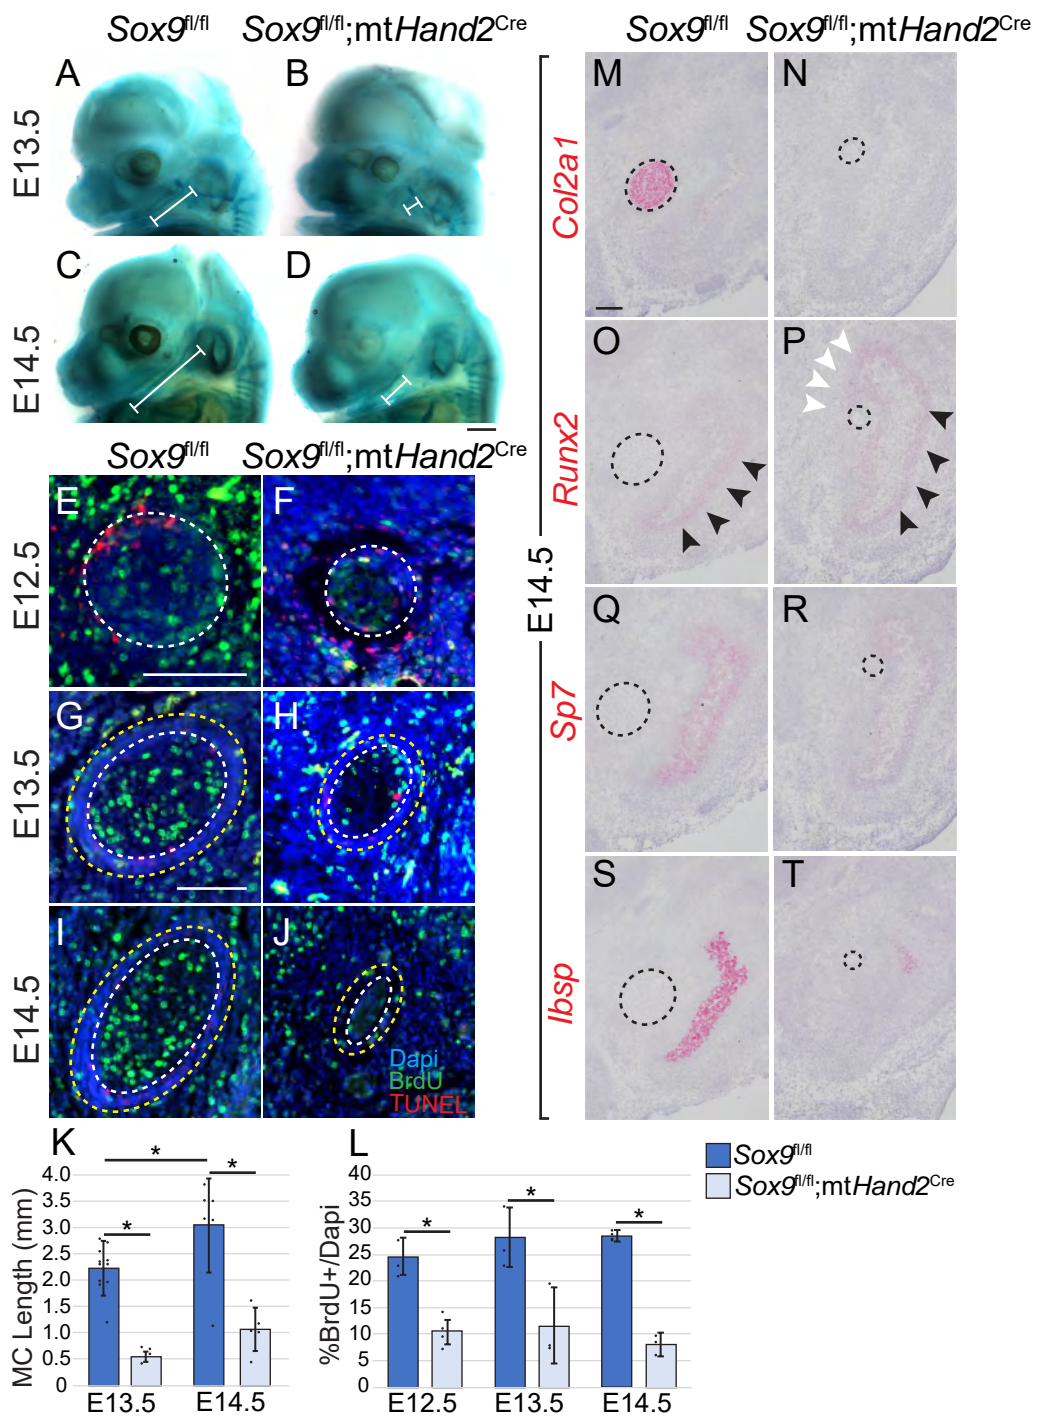 Sox9fl/fl Sox9fl/fl;mtHand2Cre
A B
E13.5
C D
E14.5
Sox9fl/fl Sox9fl/fl;mtHand2Cre
E F
E12.5
G H
E13.5
I J
E14.5
Dapi
BrdU
TUNEL
Sox9fl/fl Sox9fl/fl;mtHand2Cre
E14.5
M N
Col2a1
O P
Runx2
Q R
Sp7
S T
Ibsp
K
MC Length (mm)
4.0
3.5
3.0
2.5
2.0
1.5
1.0
0.5
0
* * *
E13.5 E14.5
L
%BrdU+/Dapi
40
35
30
25
20
15
10
5
0
* * *
E12.5 E13.5 E14.5
Sox9fl/fl
Sox9fl/fl;mtHand2Cre